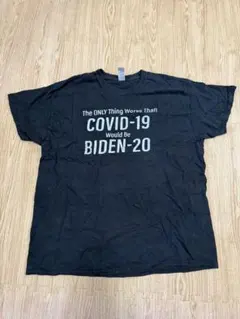 The ONLY Thing Worse Than
COVID-19
Would Be
BIDEN-20